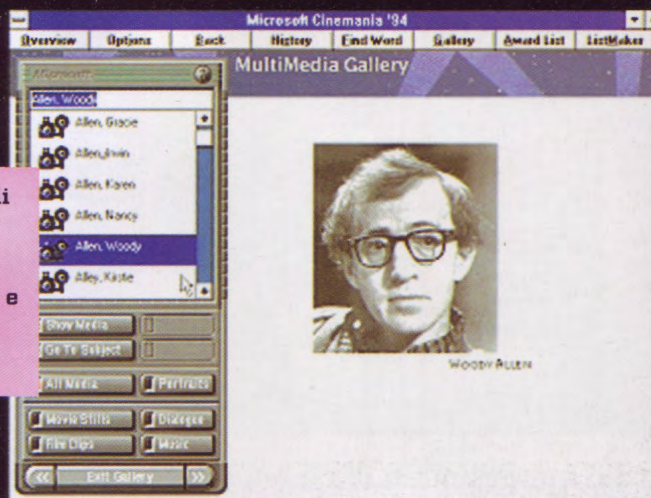 Microsoft Cinemania '94
Overview Options Back History Find Word Gallery Award List ListMaker
MultiMedia Gallery
Microsoft
Allen, Woody
Allen, Gracie
Allen, Irwin
Allen, Karen
Allen, Nancy
Allen, Woody
Alley, Kirstie
Show Media
Go To Subject
All Media Portraits
Movie Stills Dialogue
Film Clips Music
Exit Gallery
WOODY ALLEN
e